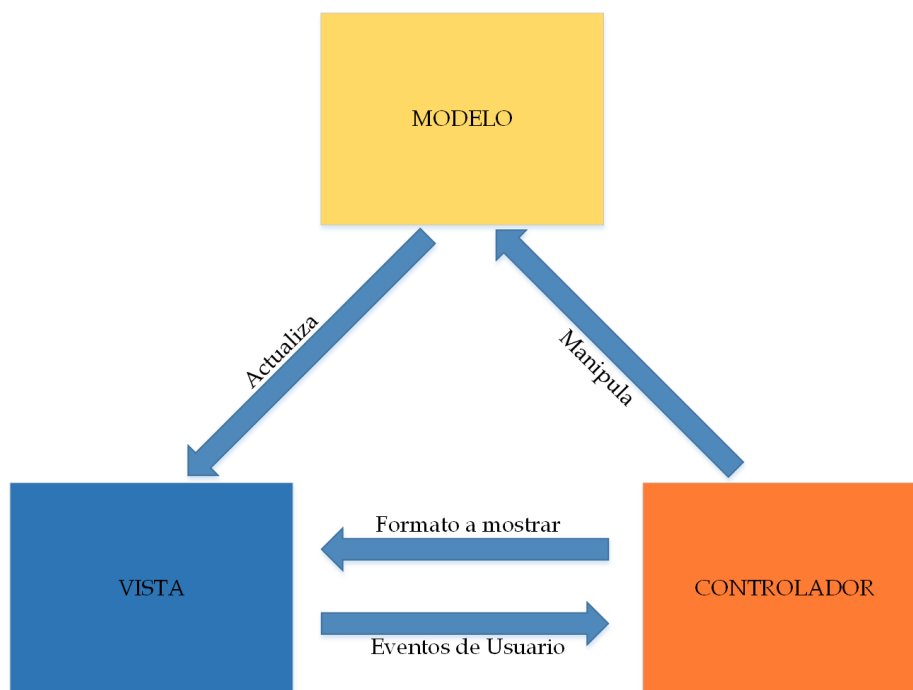 MODELO
Actualiza
Manipula
Formato a mostrar
VISTA
CONTROLADOR
Eventos de Usuario